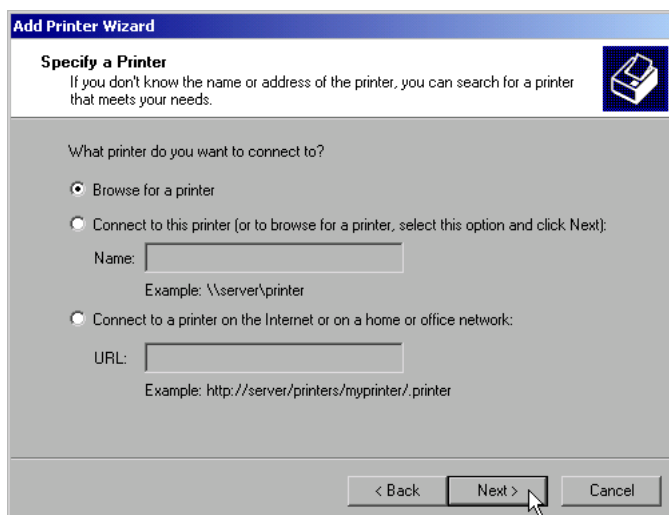 Add Printer Wizard
Specify a Printer
If you don't know the name or address of the printer, you can search for a printer
that meets your needs.
What printer do you want to connect to?
Browse for a printer
Connect to this printer (or to browse for a printer, select this option and click Next):
Name:
Example: \\server\printer
Connect to a printer on the Internet or on a home or office network:
URL:
Example: http://server/printers/myprinter/.printer
< Back Next > Cancel